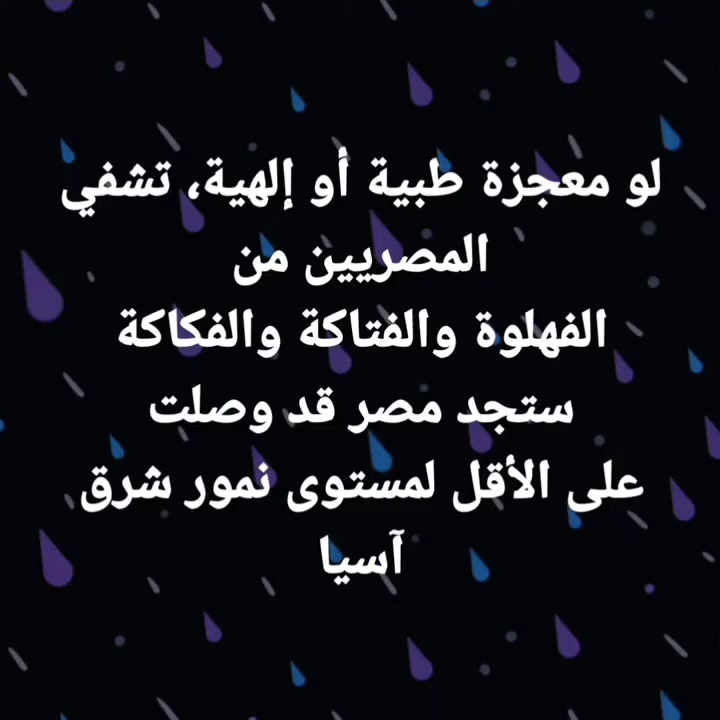 لو معجزة طبية أو إلهية، تشفي
المصريين من
الفهلوة والفتاكة والفكاكة
ستجد مصر قد وصلت
على الأقل لمستوى نمور شرق
آسيا